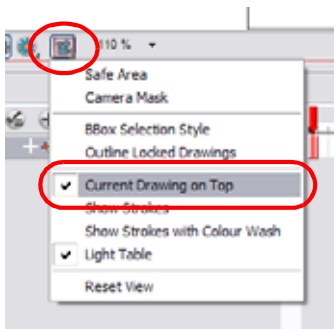 110 %
Safe Area
Camera Mask
BBox Selection Style
Outline Locked Drawings
Current Drawing on Top
Show Strokes
Show Strokes with Colour Wash
Light Table
Reset View